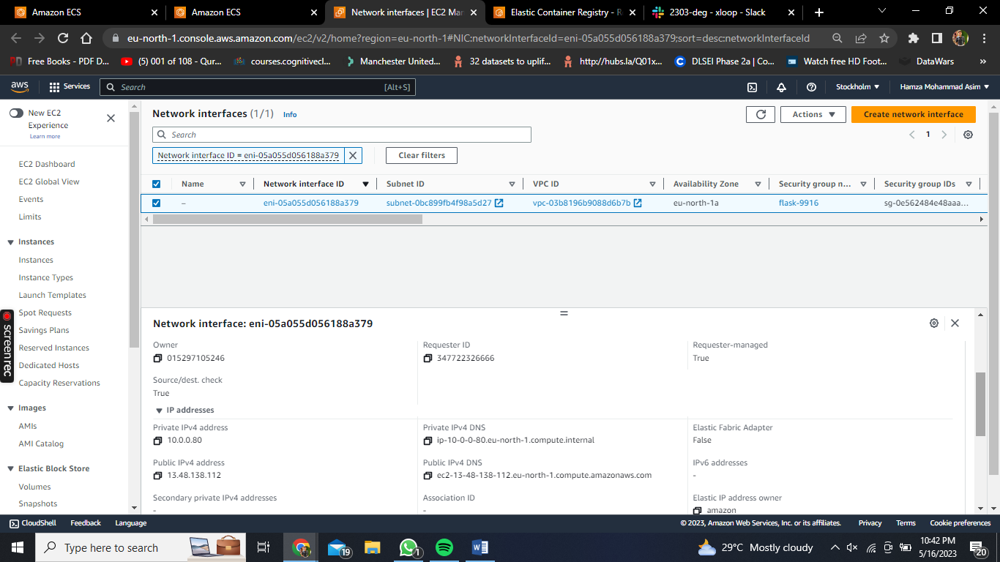 Amazon ECS
Amazon ECS
Network interfaces | EC2 Man
Elastic Container Registry - Re
2303-deg - xloop - Slack
eu-north-1.console.aws.amazon.com/ec2/v2/home?region=eu-north-1#NIC:networkInterfaceId=eni-05a055d056188a379;sort=desc:networkInterfaceId
Free Books - PDF D...
(5) 001 of 108 - Qur...
courses.cognitivecl...
Manchester United...
32 datasets to uplif...
http://hubs.la/Q01x...
DLSEI Phase 2a | Co...
Watch free HD Foot...
DataWars
»
aws
Services
Search
[Alt+S]
Stockholm ▼
Hamza Mohammad Asim ▼
New EC2
Experience
Learn more
EC2 Dashboard
EC2 Global View
Events
Limits
Instances
Instances
Instance Types
Launch Templates
Spot Requests
Savings Plans
Reserved Instances
Dedicated Hosts
Capacity Reservations
Images
AMIs
AMI Catalog
Elastic Block Store
Volumes
Snapshots
screenrec
Network interfaces (1/1) Info
Actions ▼
Create network interface
Search
1
Network interface ID = eni-05a055d056188a379
Clear filters
Name
Network interface ID
Subnet ID
VPC ID
Availability Zone
Security group n...
Security group IDs
–
eni-05a055d056188a379
subnet-0bc899fb4f98a5d27
vpc-03b8196b9088d6b7b
eu-north-1a
flask-9916
sg-0e562484e48aaa...
Network interface: eni-05a055d056188a379
Owner
015297105246
Requester ID
347722326666
Requester-managed
True
Source/dest. check
True
IP addresses
Private IPv4 address
10.0.0.80
Private IPv4 DNS
ip-10-0-0-80.eu-north-1.compute.internal
Elastic Fabric Adapter
False
Public IPv4 address
13.48.138.112
Public IPv4 DNS
ec2-13-48-138-112.eu-north-1.compute.amazonaws.com
IPv6 addresses
-
Secondary private IPv4 addresses
-
Association ID
-
Elastic IP address owner
amazon
CloudShell
Feedback
Language
© 2023, Amazon Web Services, Inc. or its affiliates.
Privacy
Terms
Cookie preferences
Type here to search
19
1
29°C Mostly cloudy
10:42 PM
5/16/2023
20